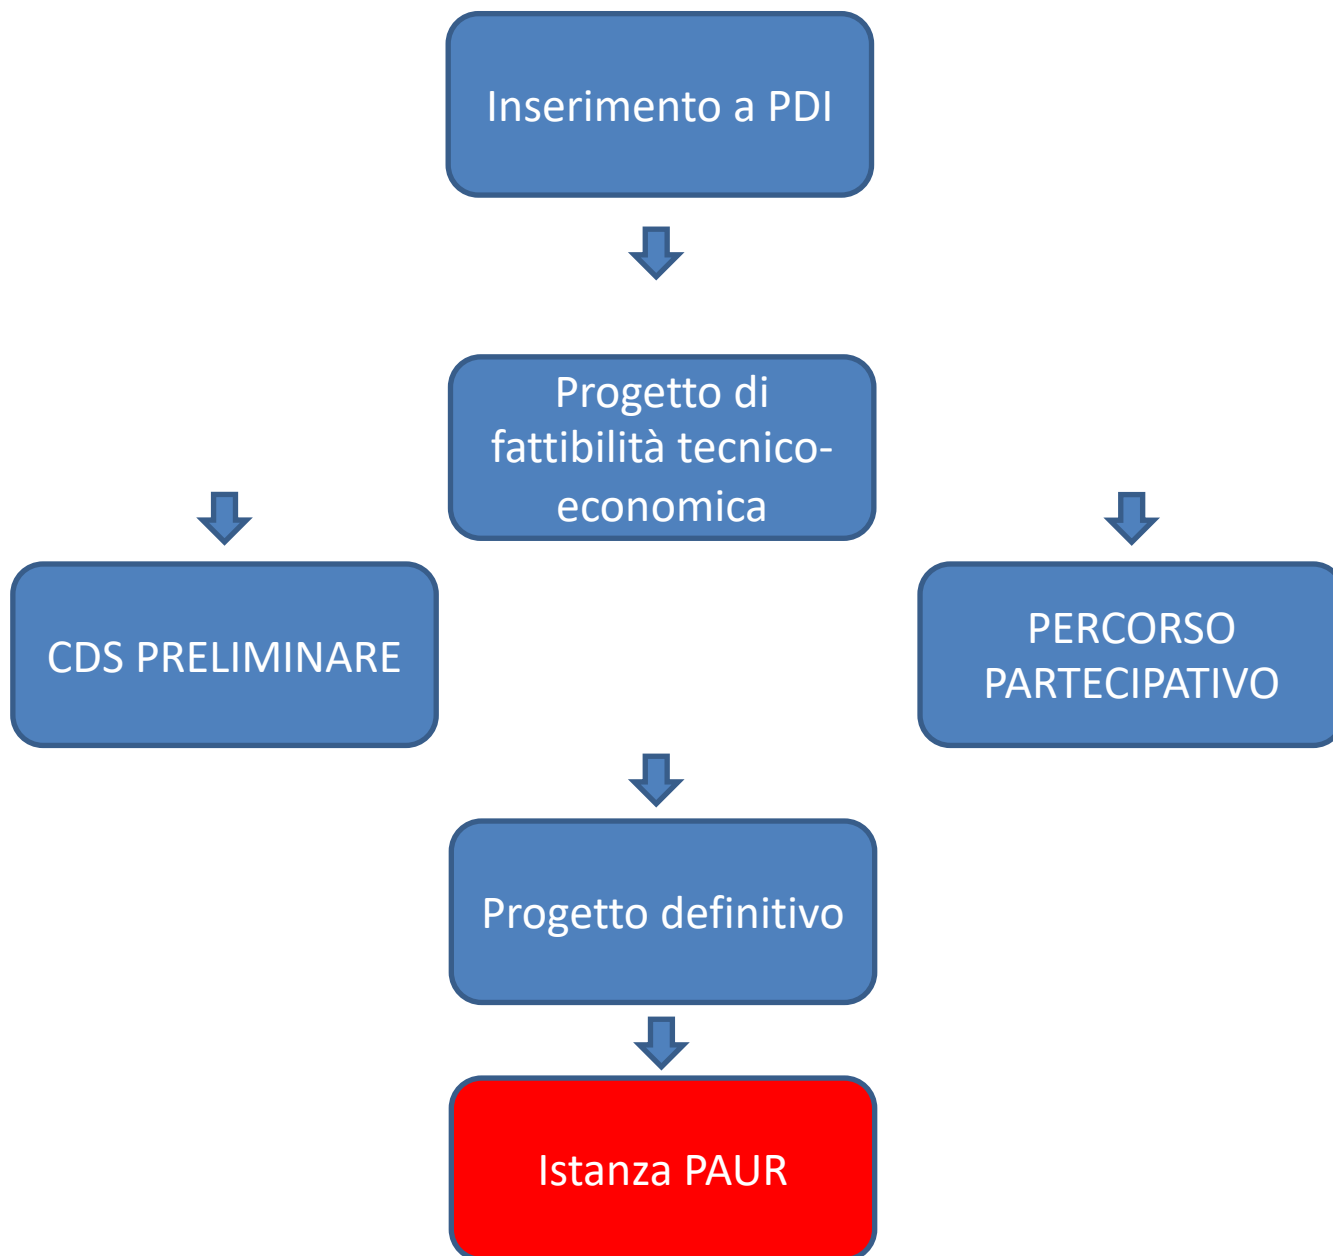 Inserimento a PDI
Progetto di
fattibilità tecnico-
economica
CDS PRELIMINARE
PERCORSO
PARTECIPATIVO
Progetto definitivo
Istanza PAUR